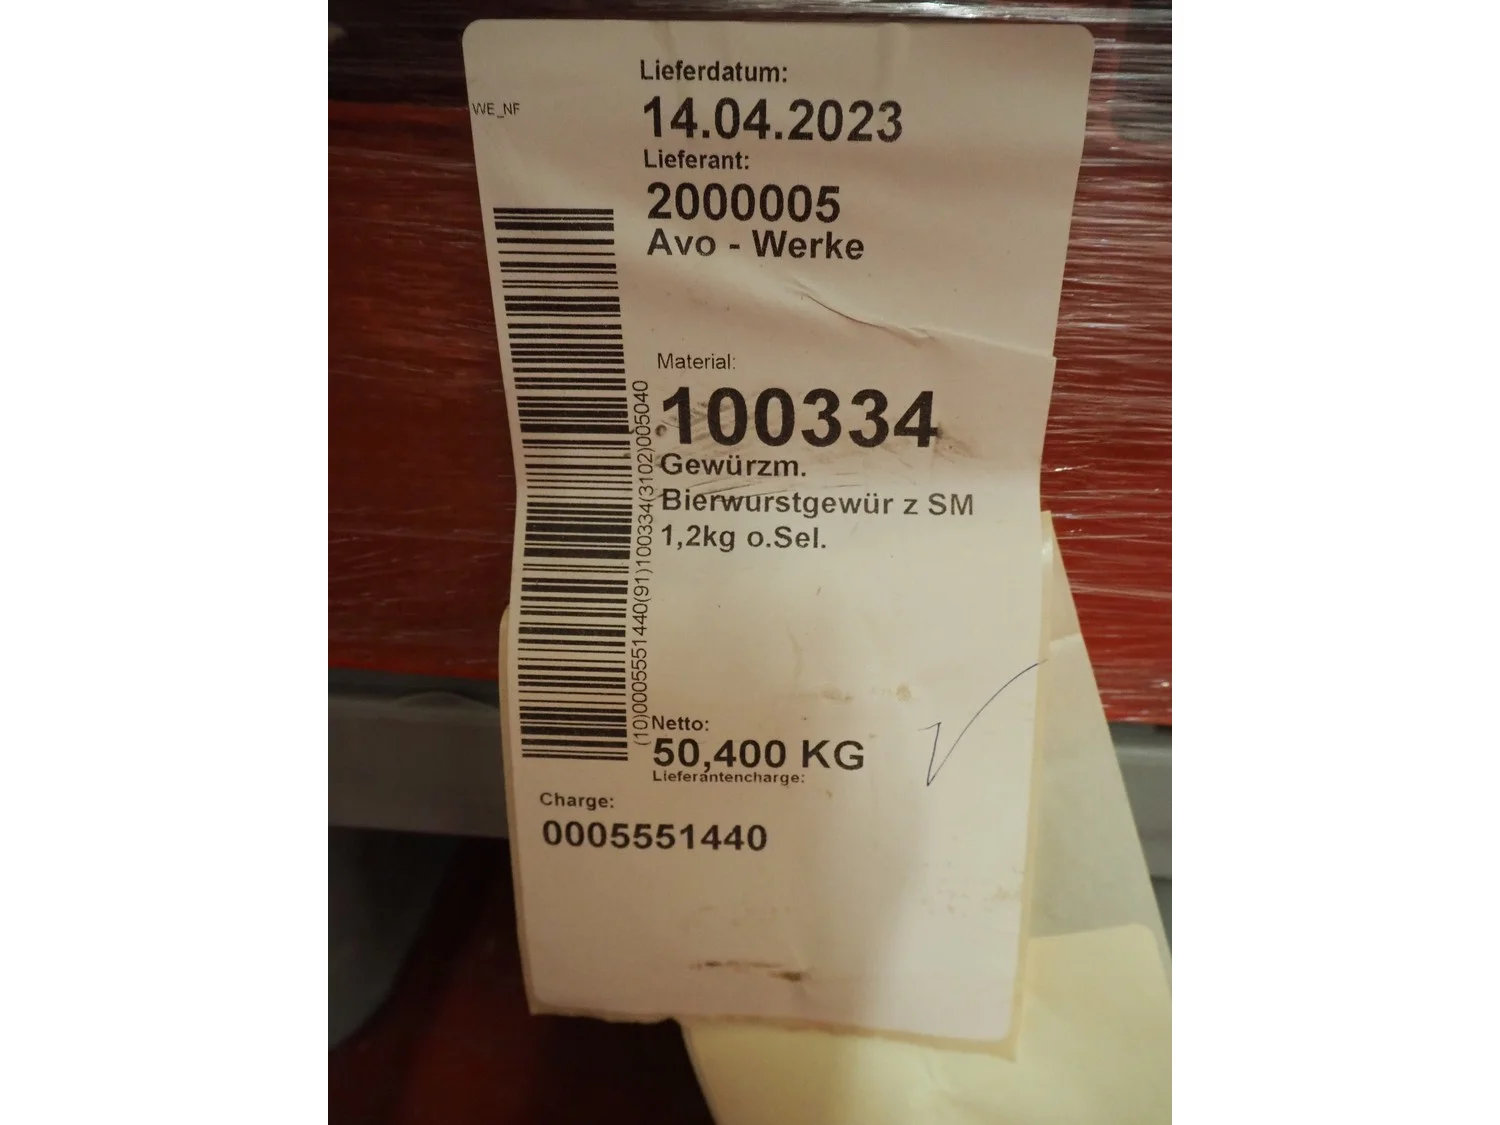 WE_NF
Lieferdatum:
14.04.2023
Lieferant:
2000005
Avo - Werke
Material:
100334
Gewürzm.
Bierwurstgewür z SM
1,2kg o.Sel.
(10)0005551440(91)100334(3102)005040
Netto:
50,400 KG
Lieferantencharge:
Charge:
0005551440